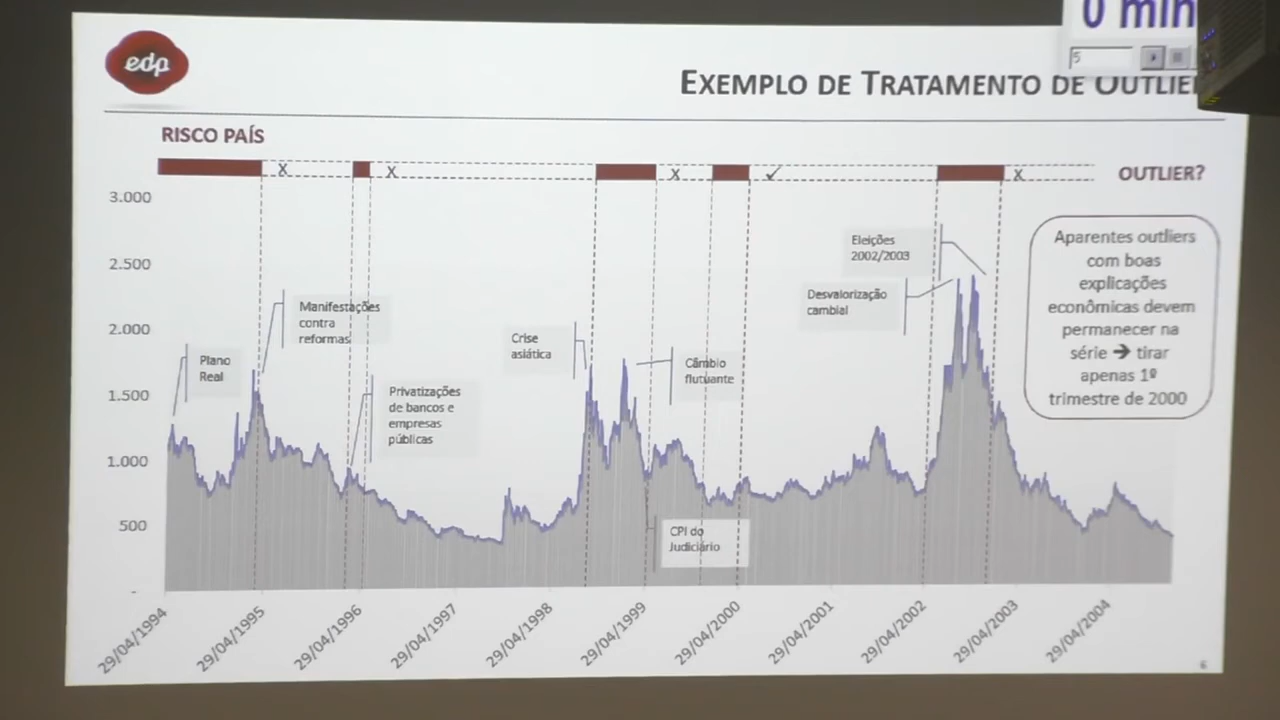 0 min
5
edp
EXEMPLO DE TRATAMENTO DE OUTLIER
RISCO PAÍS
X
X
X
✓
X
OUTLIER?
3.000
2.500
2.000
1.500
1.000
500
-
Plano
Real
Manifestações
contra
reformas
Privatizações
de bancos e
empresas
públicas
Crise
asiática
Câmbio
flutuante
CPI do
Judiciário
Desvalorização
cambial
Eleições
2002/2003
Aparentes outliers
com boas
explicações
econômicas devem
permanecer na
série ➔ tirar
apenas 1º
trimestre de 2000
29/04/1994
29/04/1995
29/04/1996
29/04/1997
29/04/1998
29/04/1999
29/04/2000
29/04/2001
29/04/2002
29/04/2003
29/04/2004
6